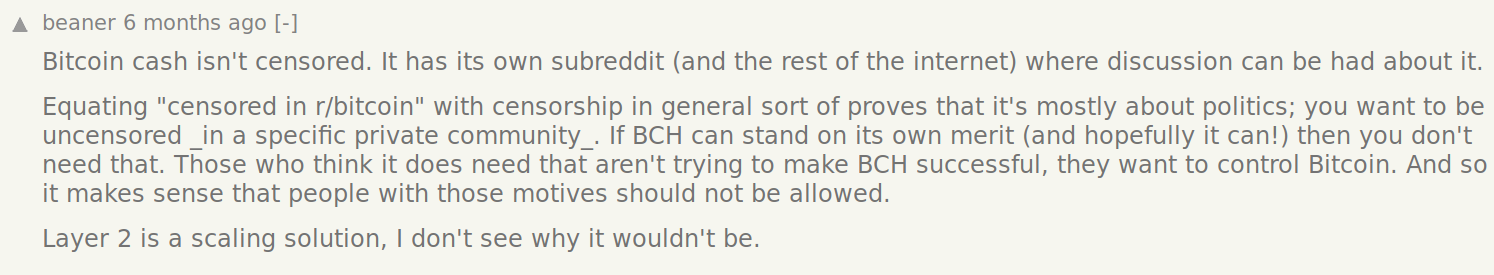 ▲ beaner 6 months ago [-]
Bitcoin cash isn't censored. It has its own subreddit (and the rest of the internet) where discussion can be had about it.
Equating "censored in r/bitcoin" with censorship in general sort of proves that it's mostly about politics; you want to be
uncensored _in a specific private community_. If BCH can stand on its own merit (and hopefully it can!) then you don't
need that. Those who think it does need that aren't trying to make BCH successful, they want to control Bitcoin. And so
it makes sense that people with those motives should not be allowed.
Layer 2 is a scaling solution, I don't see why it wouldn't be.